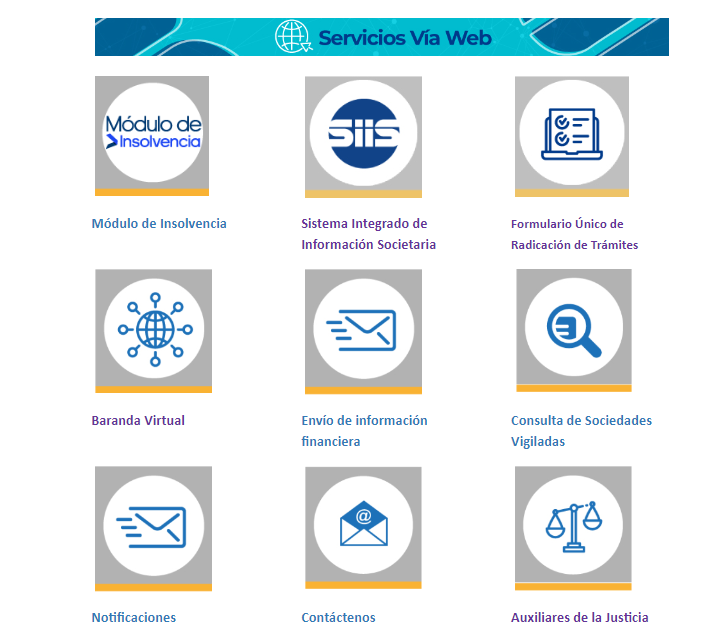 Servicios Vía Web
Módulo de
Insolvencia
SIIS
Módulo de Insolvencia
Sistema Integrado de
Información Societaria
Formulario Único de
Radicación de Trámites
Baranda Virtual
Envío de información
financiera
Consulta de Sociedades
Vigiladas
@
Notificaciones
Contáctenos
Auxiliares de la Justicia